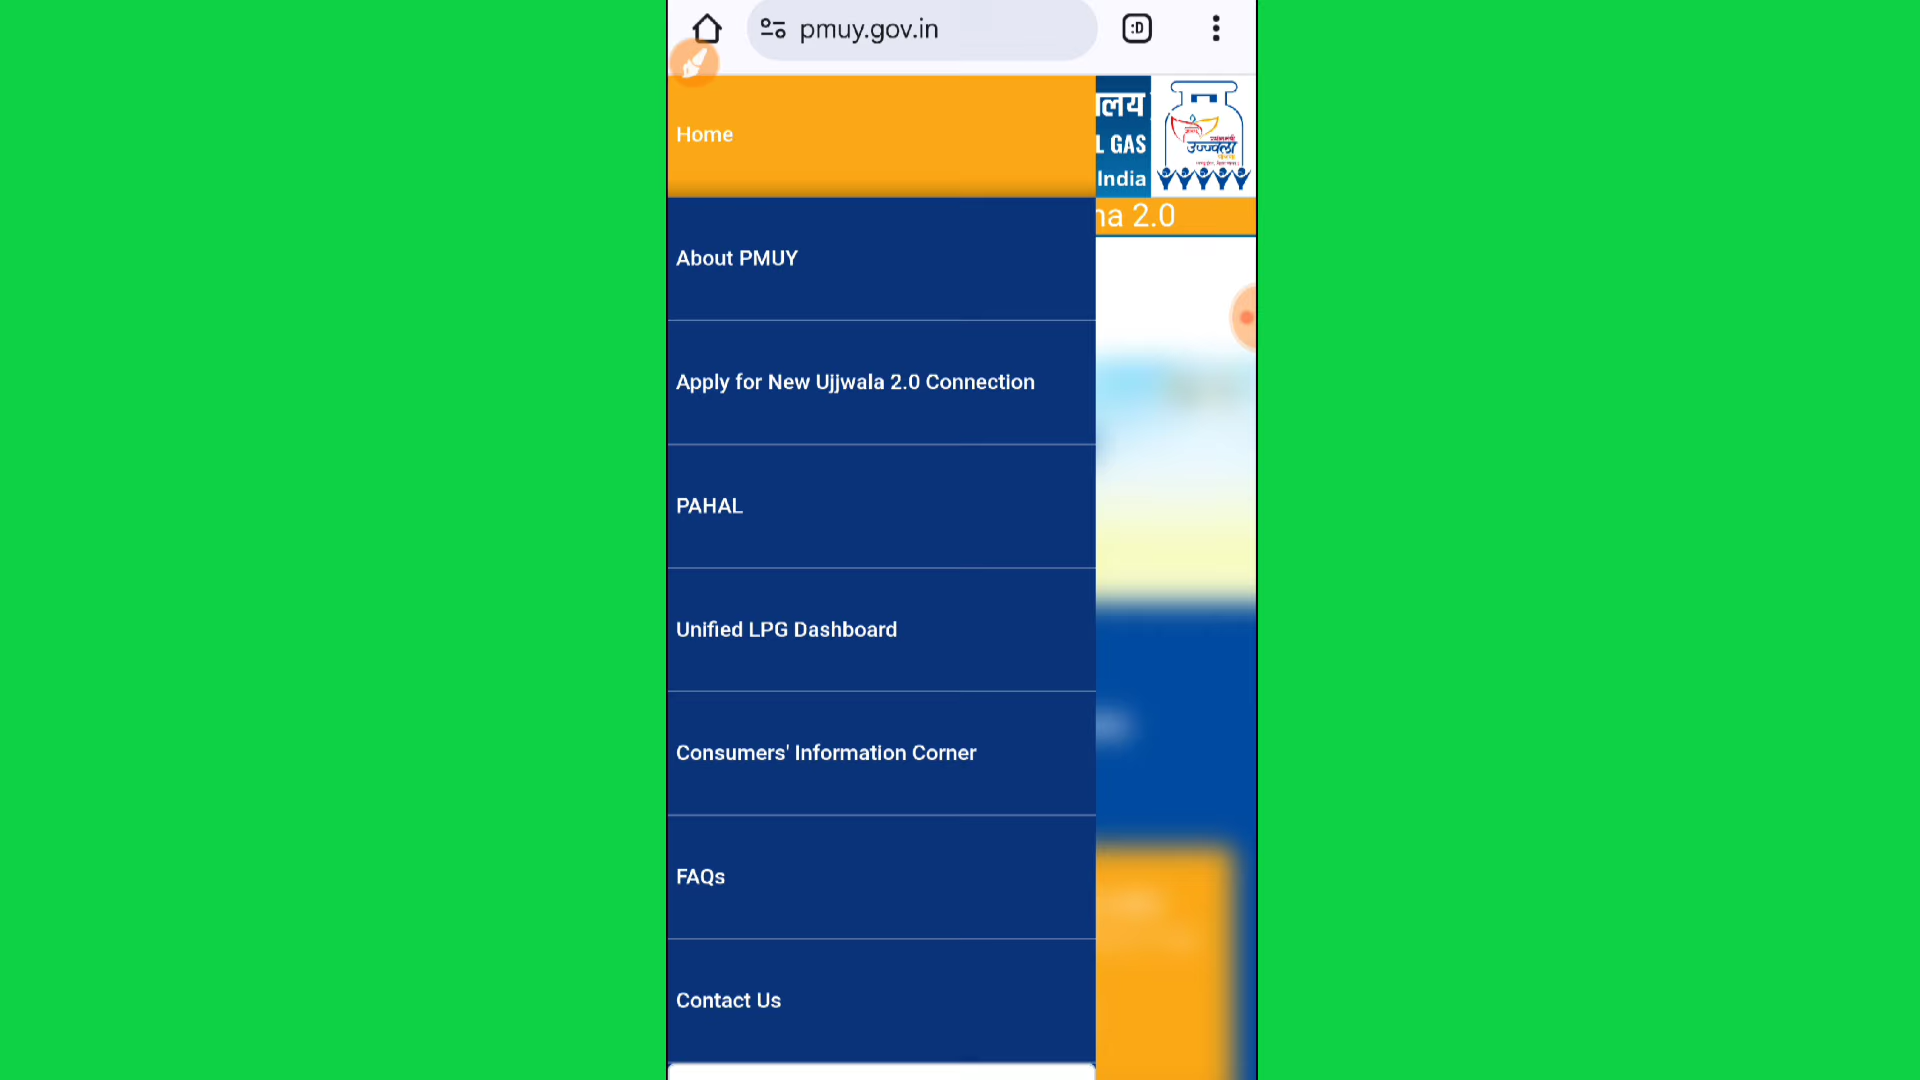 pmuy.gov.in
:D
Home
ालय
L GAS
India
उज्ज्वला
na 2.0
About PMUY
Apply for New Ujjwala 2.0 Connection
PAHAL
Unified LPG Dashboard
Consumers' Information Corner
FAQs
Contact Us